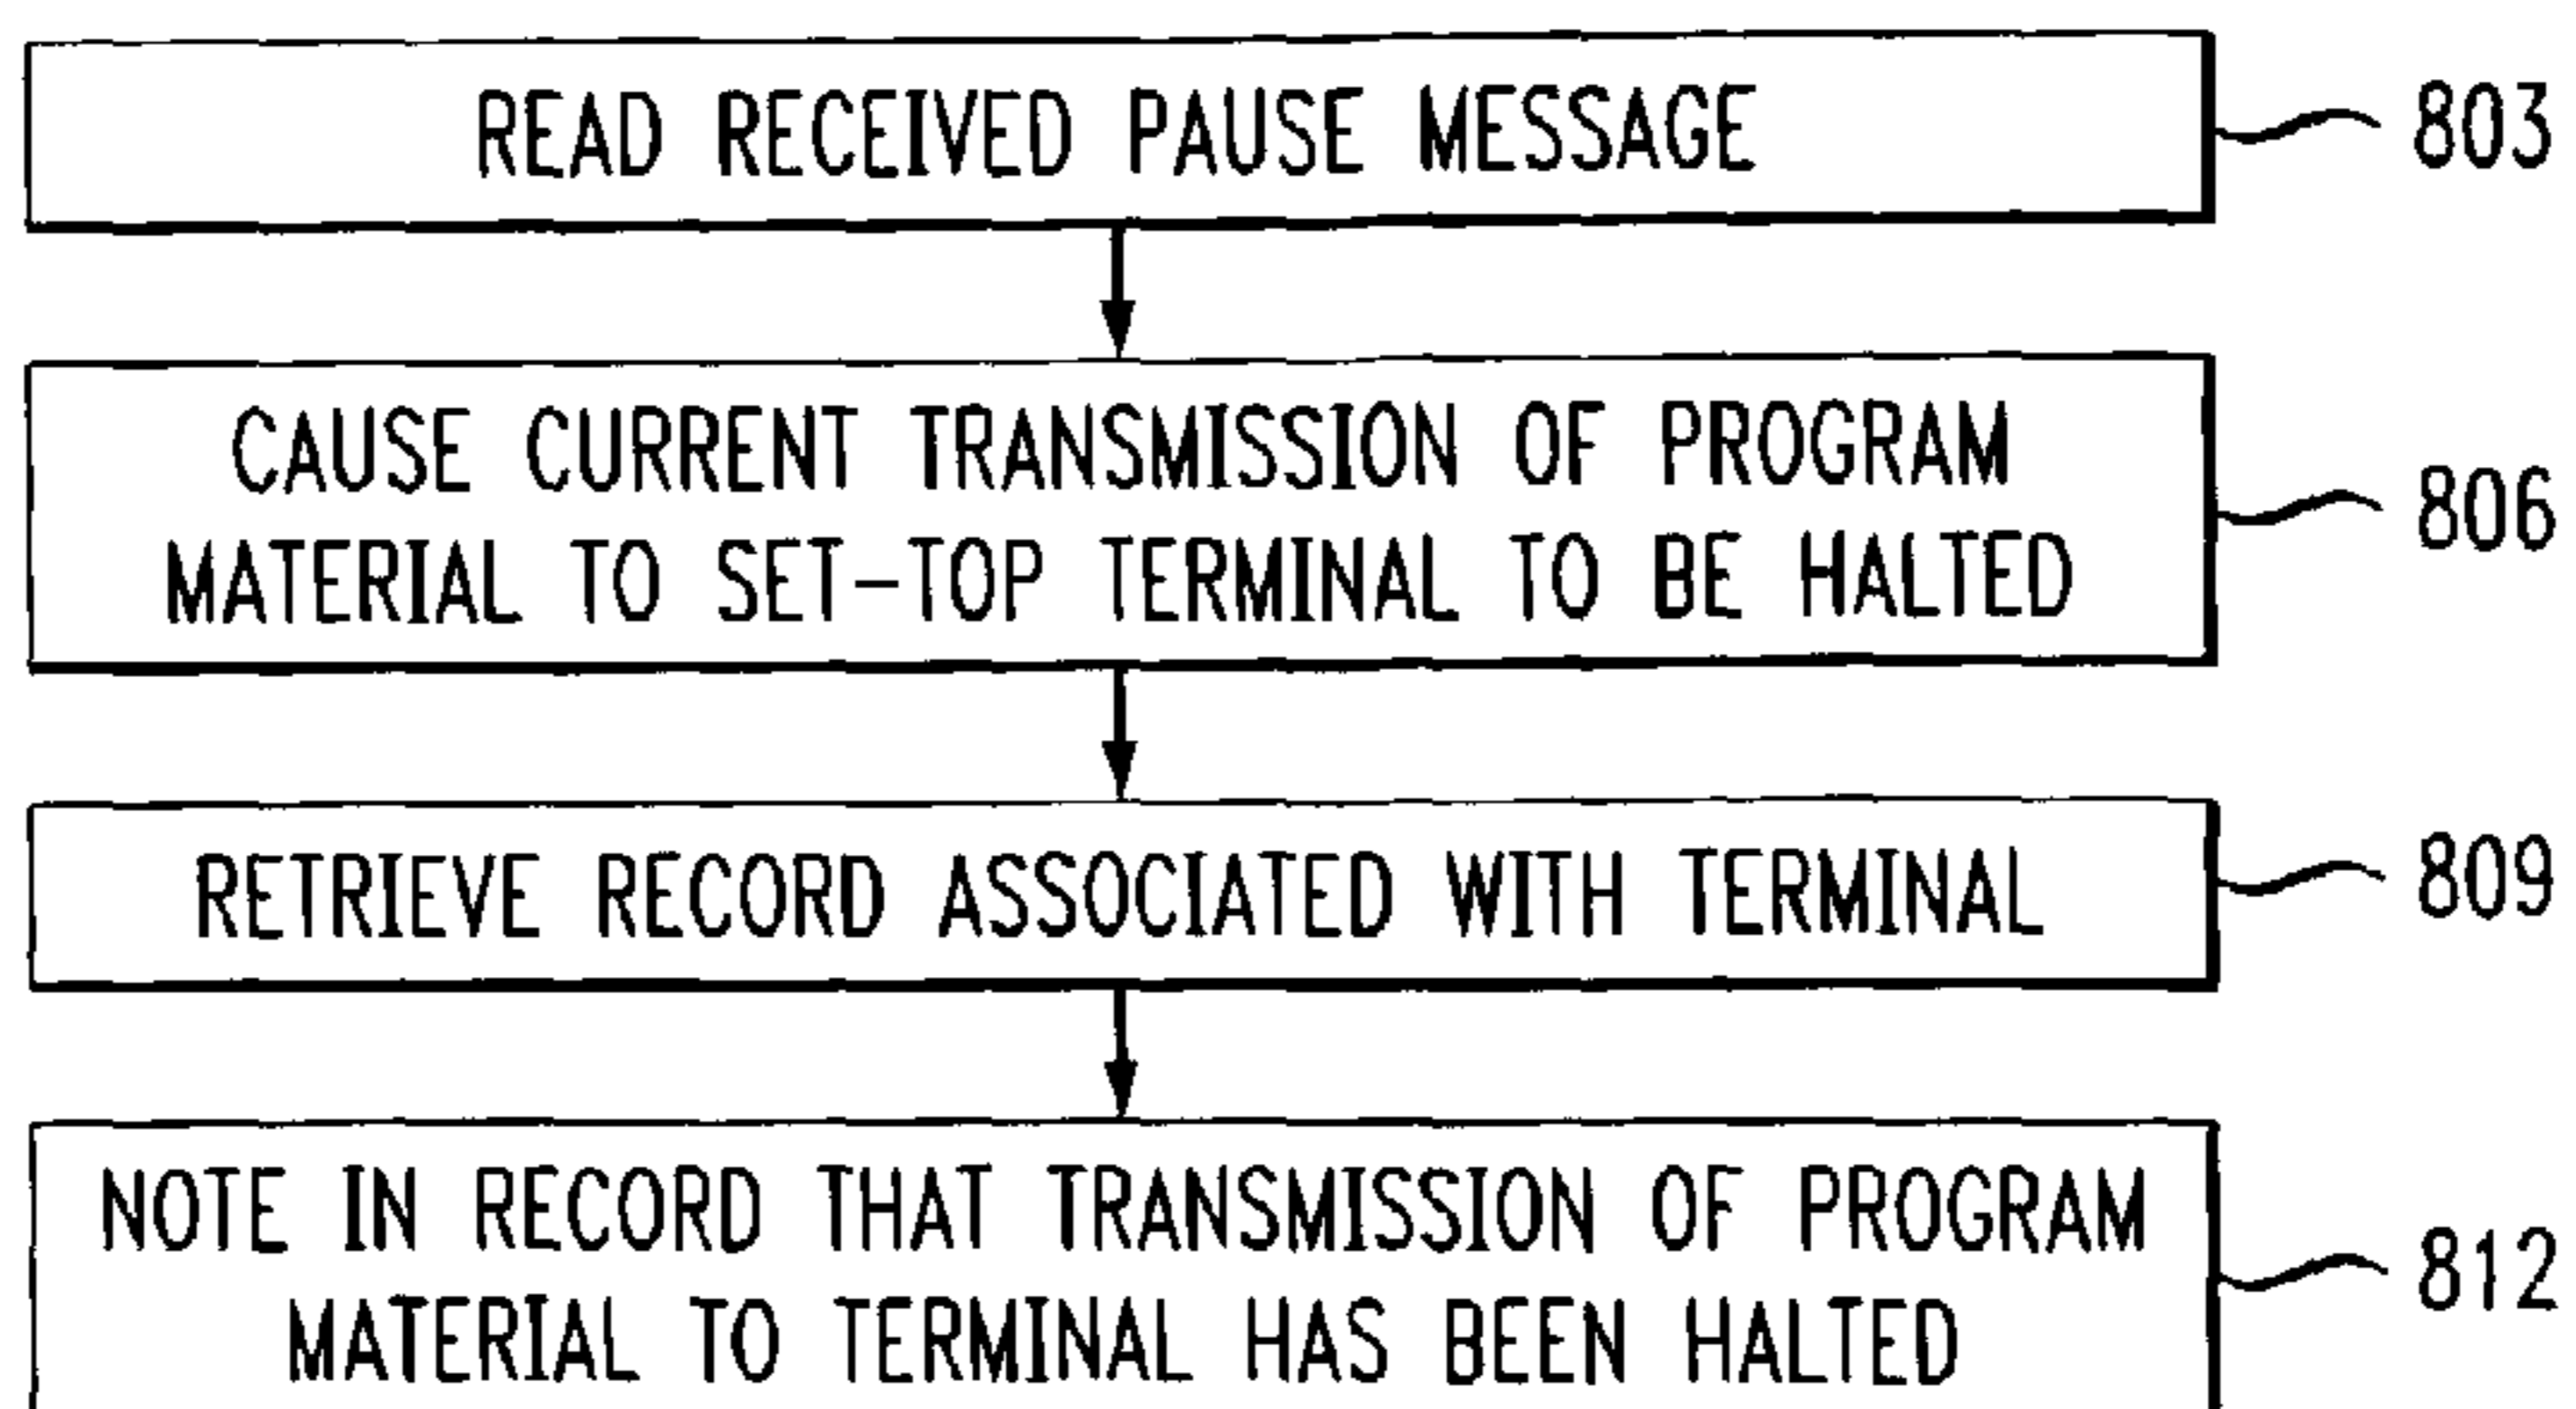 READ RECEIVED PAUSE MESSAGE
803
CAUSE CURRENT TRANSMISSION OF PROGRAM
MATERIAL TO SET-TOP TERMINAL TO BE HALTED
806
RETRIEVE RECORD ASSOCIATED WITH TERMINAL
809
NOTE IN RECORD THAT TRANSMISSION OF PROGRAM
MATERIAL TO TERMINAL HAS BEEN HALTED
812